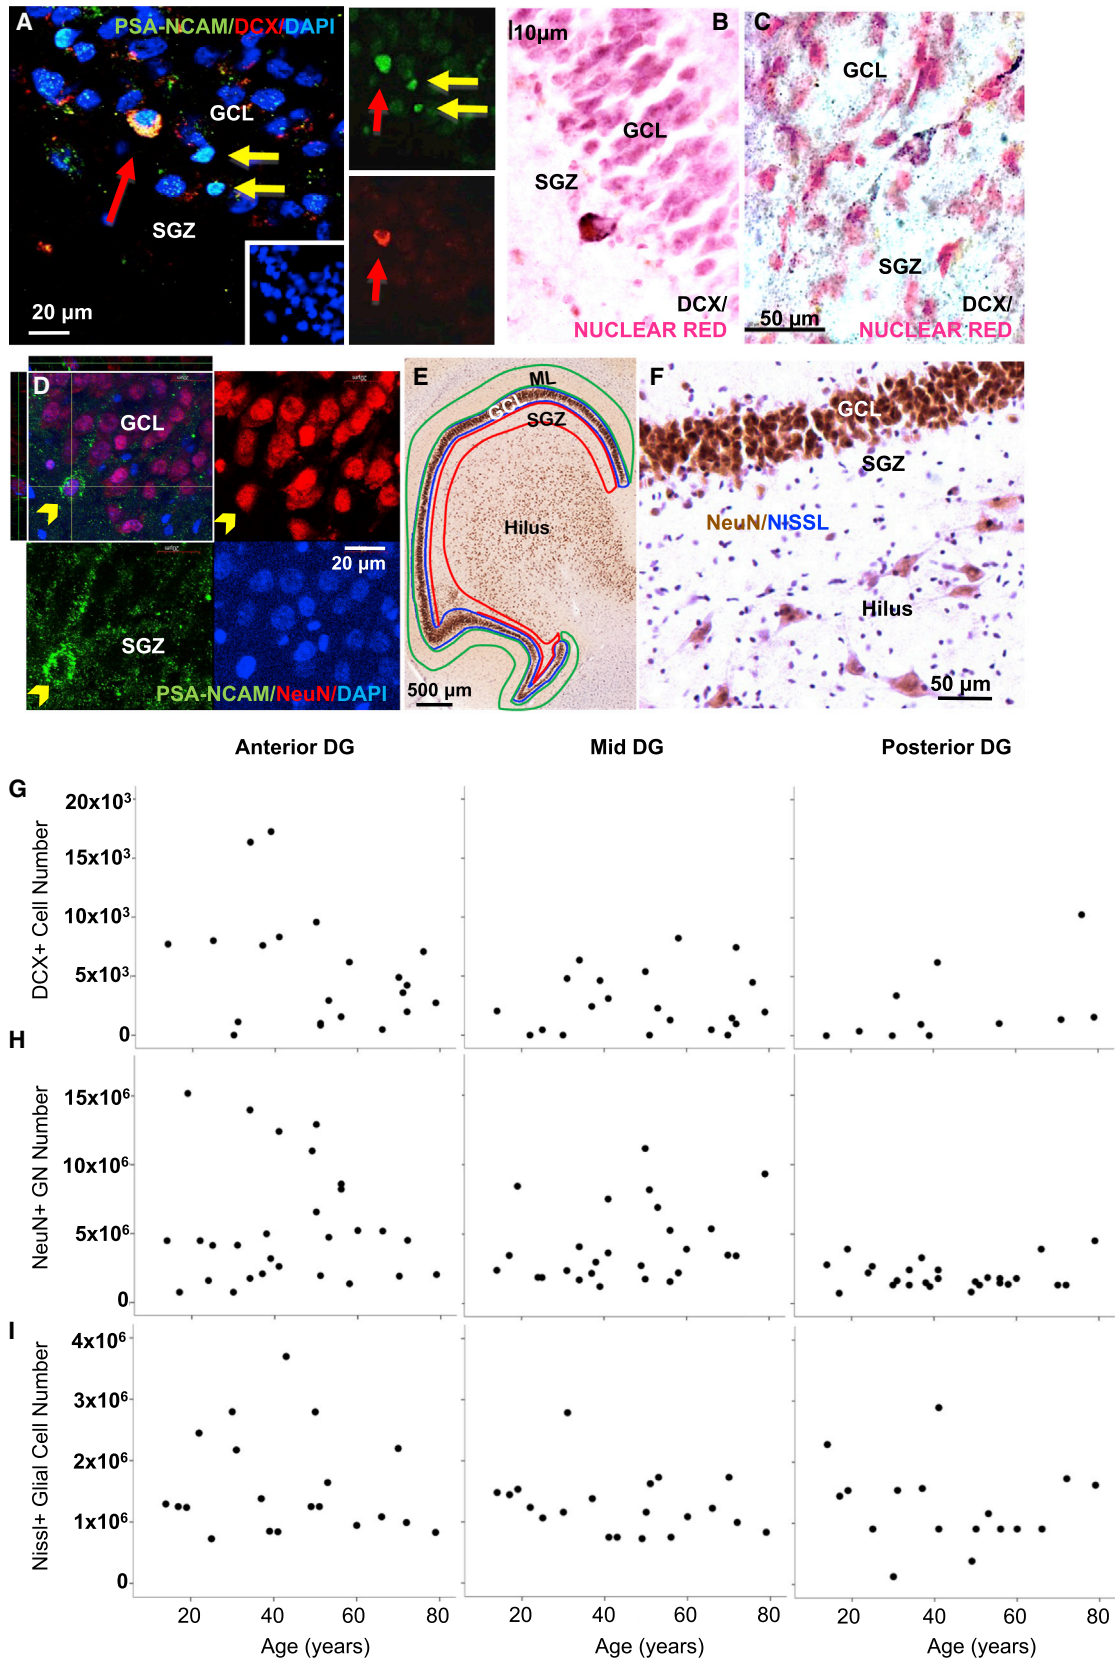 A
PSA-NCAM/DCX/DAPI
GCL
SGZ
20 µm
B
10µm
GCL
SGZ
DCX/
NUCLEAR RED
C
GCL
SGZ
50 µm
DCX/
NUCLEAR RED
D
GCL
20 µm
SGZ
PSA-NCAM/NeuN/DAPI
E
ML
GCL
SGZ
Hilus
500 µm
F
GCL
SGZ
NeuN/NISSL
Hilus
50 µm
Anterior DG
Mid DG
Posterior DG
G
DCX+ Cell Number
20x10³
15x10³
10x10³
5x10³
0
H
NeuN+ GN Number
15x10⁶
10x10⁶
5x10⁶
0
I
Nissl+ Glial Cell Number
4x10⁶
3x10⁶
2x10⁶
1x10⁶
0
20 40 60 80
20 40 60 80
20 40 60 80
Age (years)
Age (years)
Age (years)